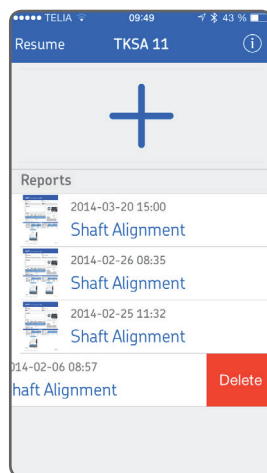 TELIA 09:49 43 %
Resume TKSA 11 i
Reports
2014-03-20 15:00
Shaft Alignment
2014-02-26 08:35
Shaft Alignment
2014-02-25 11:32
Shaft Alignment
014-02-06 08:57
haft Alignment
Delete